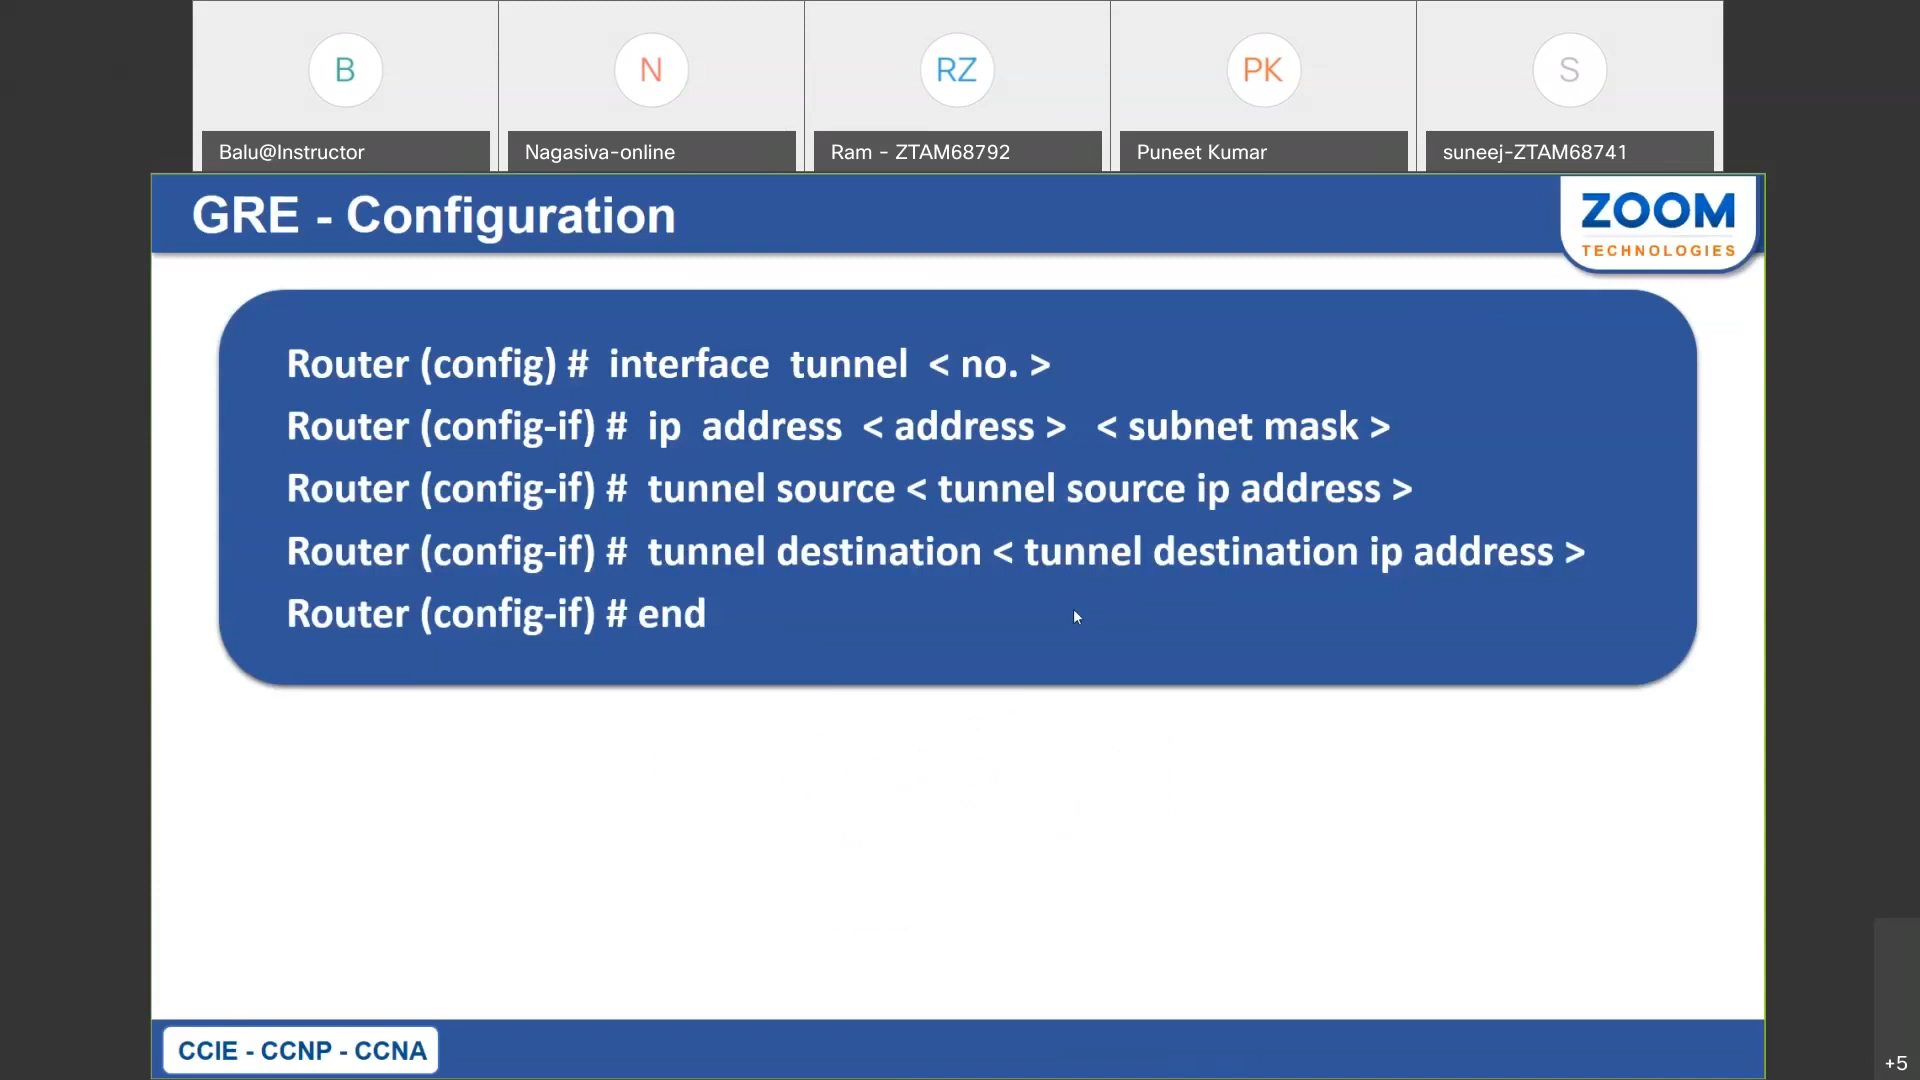 B
N
RZ
PK
S
Balu@Instructor
Nagasiva-online
Ram - ZTAM68792
Puneet Kumar
suneej-ZTAM68741
GRE - Configuration
ZOOM
TECHNOLOGIES
Router (config) # interface tunnel < no. >
Router (config-if) # ip address < address > < subnet mask >
Router (config-if) # tunnel source < tunnel source ip address >
Router (config-if) # tunnel destination < tunnel destination ip address >
Router (config-if) # end
CCIE - CCNP - CCNA
+5